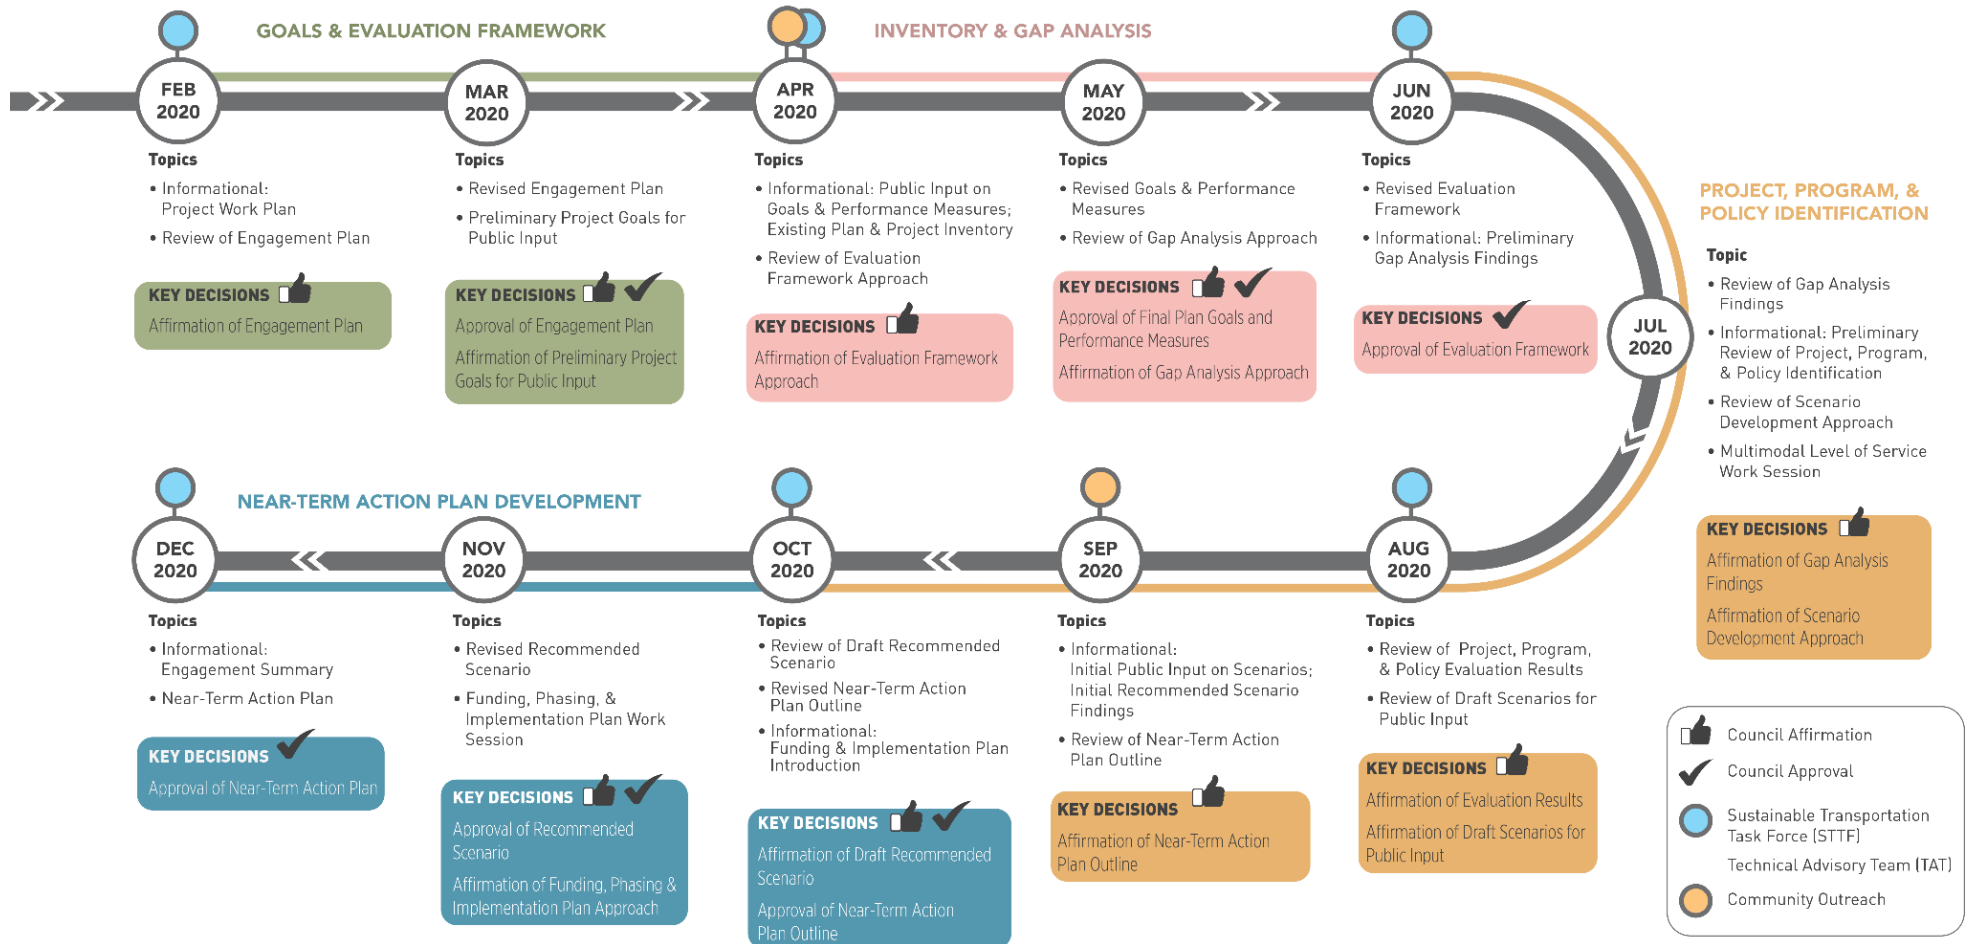 GOALS & EVALUATION FRAMEWORK
INVENTORY & GAP ANALYSIS
FEB
2020
Topics
• Informational:
Project Work Plan
• Review of Engagement Plan
KEY DECISIONS
Affirmation of Engagement Plan
MAR
2020
Topics
• Revised Engagement Plan
• Preliminary Project Goals for
Public Input
KEY DECISIONS
Approval of Engagement Plan
Affirmation of Preliminary Project
Goals for Public Input
APR
2020
Topics
• Informational: Public Input on
Goals & Performance Measures;
Existing Plan & Project Inventory
• Review of Evaluation
Framework Approach
KEY DECISIONS
Affirmation of Evaluation Framework
Approach
MAY
2020
Topics
• Revised Goals & Performance
Measures
• Review of Gap Analysis Approach
KEY DECISIONS
Approval of Final Plan Goals and
Performance Measures
Affirmation of Gap Analysis Approach
JUN
2020
Topics
• Revised Evaluation
Framework
• Informational: Preliminary
Gap Analysis Findings
KEY DECISIONS
Approval of Evaluation Framework
PROJECT, PROGRAM, &
POLICY IDENTIFICATION
JUL
2020
Topic
• Review of Gap Analysis
Findings
• Informational: Preliminary
Review of Project, Program,
& Policy Identification
• Review of Scenario
Development Approach
• Multimodal Level of Service
Work Session
KEY DECISIONS
Affirmation of Gap Analysis
Findings
Affirmation of Scenario
Development Approach
NEAR-TERM ACTION PLAN DEVELOPMENT
DEC
2020
Topics
• Informational:
Engagement Summary
• Near-Term Action Plan
KEY DECISIONS
Approval of Near-Term Action Plan
NOV
2020
Topics
• Revised Recommended
Scenario
• Funding, Phasing, &
Implementation Plan Work
Session
KEY DECISIONS
Approval of Recommended
Scenario
Affirmation of Funding, Phasing &
Implementation Plan Approach
OCT
2020
Topics
• Review of Draft Recommended
Scenario
• Revised Near-Term Action
Plan Outline
• Informational:
Funding & Implementation Plan
Introduction
KEY DECISIONS
Affirmation of Draft Recommended
Scenario
Approval of Near-Term Action
Plan Outline
SEP
2020
Topics
• Informational:
Initial Public Input on Scenarios;
Initial Recommended Scenario
Findings
• Review of Near-Term Action
Plan Outline
KEY DECISIONS
Affirmation of Near-Term Action
Plan Outline
AUG
2020
Topics
• Review of Project, Program,
& Policy Evaluation Results
• Review of Draft Scenarios for
Public Input
KEY DECISIONS
Affirmation of Evaluation Results
Affirmation of Draft Scenarios for
Public Input
Council Affirmation
Council Approval
Sustainable Transportation
Task Force (STTF)
Technical Advisory Team (TAT)
Community Outreach